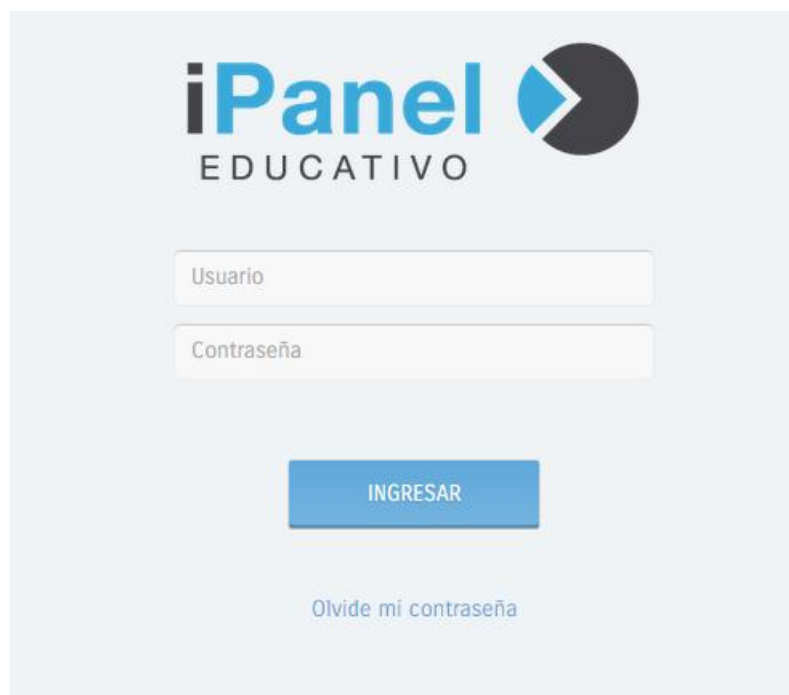 iPanel
EDUCATIVO
Usuario
Contraseña
INGRESAR
Olvide mi contraseña